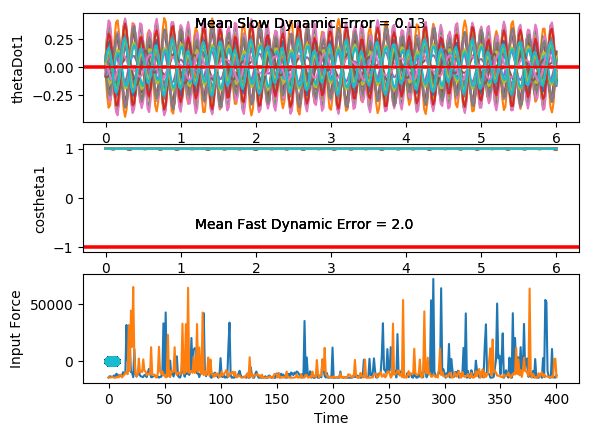 Mean Slow Dynamic Error = 0.13
thetaDot1
0.25
0.00
−0.25
0 1 2 3 4 5 6
costheta1
1
0
−1
Mean Fast Dynamic Error = 2.0
0 1 2 3 4 5 6
Input Force
50000
0
0 50 100 150 200 250 300 350 400
Time